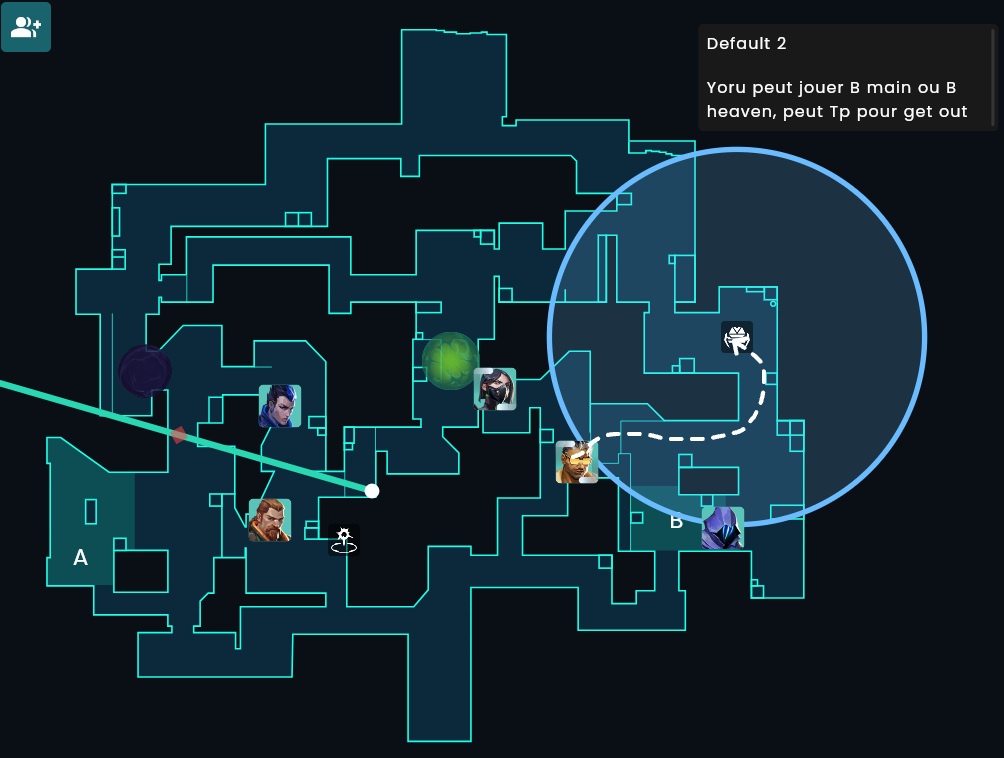 Default 2
Yoru peut jouer B main ou B
heaven, peut Tp pour get out
B
A